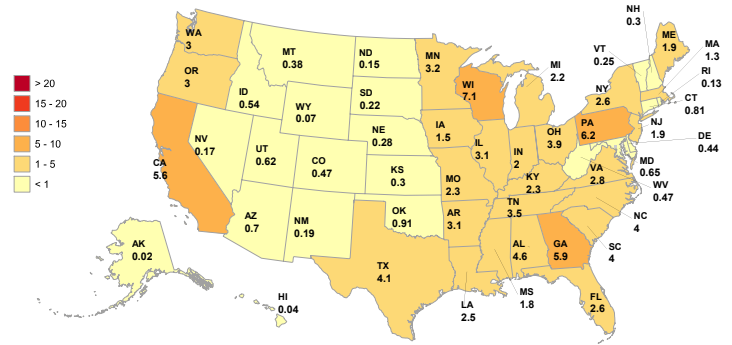 > 20
15 - 20
10 - 15
5 - 10
1 - 5
< 1
WA
3
OR
3
CA
5.6
NV
0.17
ID
0.54
MT
0.38
WY
0.07
UT
0.62
CO
0.47
AZ
0.7
NM
0.19
ND
0.15
SD
0.22
NE
0.28
KS
0.3
OK
0.91
TX
4.1
MN
3.2
IA
1.5
MO
2.3
AR
3.1
LA
2.5
WI
7.1
IL
3.1
MI
2.2
IN
2
OH
3.9
KY
2.3
TN
3.5
MS
1.8
AL
4.6
GA
5.9
FL
2.6
SC
4
NC
4
VA
2.8
WV
0.47
MD
0.65
DE
0.44
PA
6.2
NJ
1.9
NY
2.6
CT
0.81
RI
0.13
MA
1.3
VT
0.25
NH
0.3
ME
1.9
AK
0.02
HI
0.04